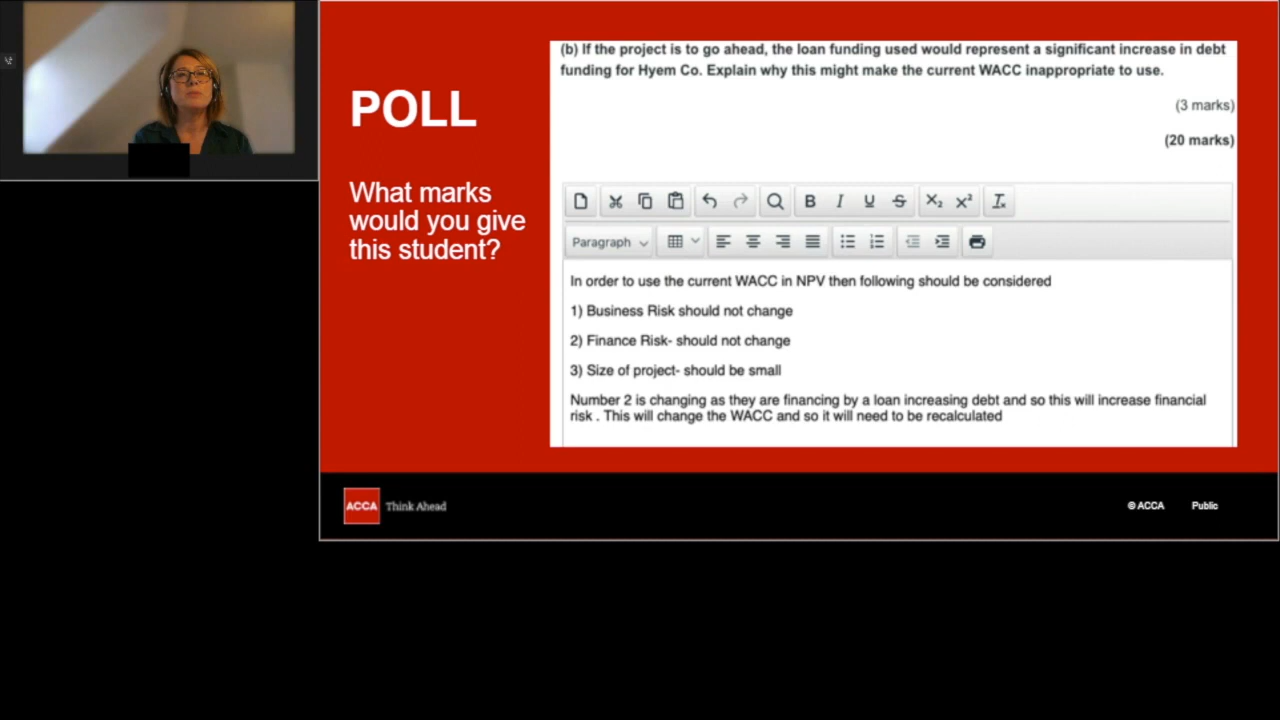 POLL
What marks
would you give
this student?
(b) If the project is to go ahead, the loan funding used would represent a significant increase in debt
funding for Hyem Co. Explain why this might make the current WACC inappropriate to use.
(3 marks)
(20 marks)
B I U S X₂ X² Tx
Paragraph
In order to use the current WACC in NPV then following should be considered
1) Business Risk should not change
2) Finance Risk- should not change
3) Size of project- should be small
Number 2 is changing as they are financing by a loan increasing debt and so this will increase financial
risk . This will change the WACC and so it will need to be recalculated
ACCA Think Ahead
© ACCA Public